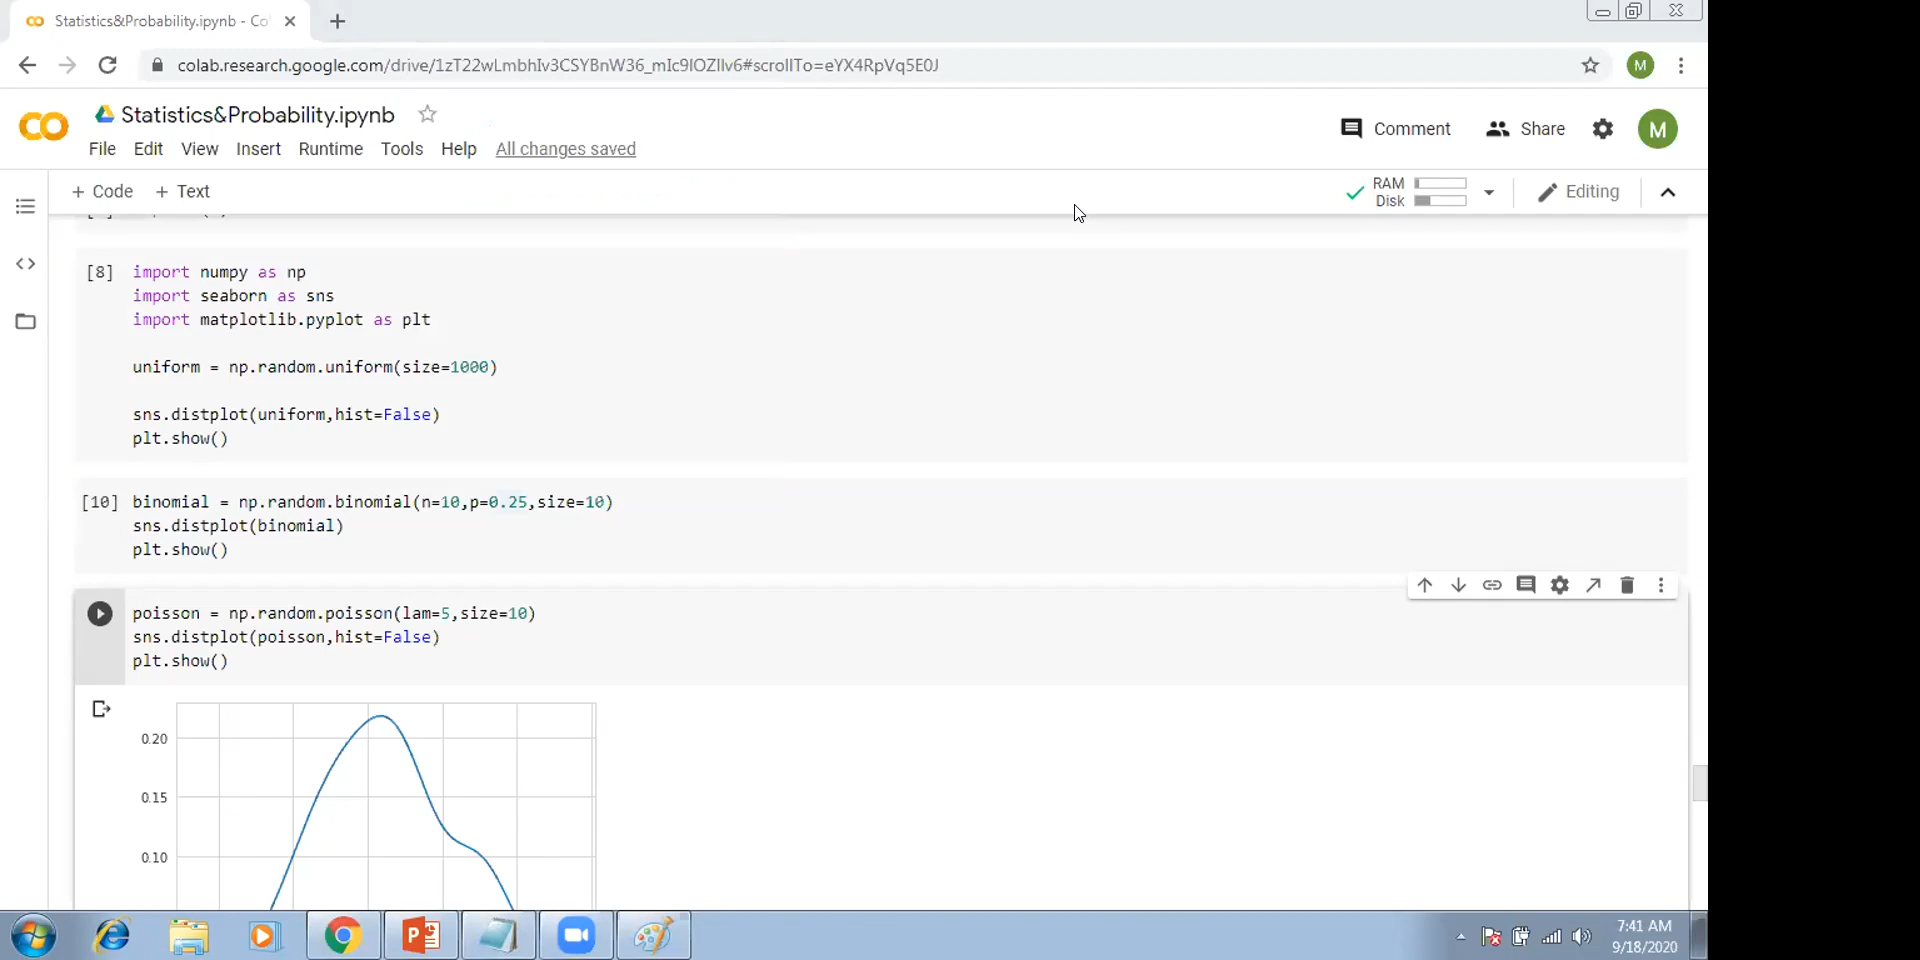 Statistics&Probability.ipynb - Co
colab.research.google.com/drive/1zT22wLmbhIv3CSYBnW36_mIc9lOZIlv6#scrollTo=eYX4RpVq5E0J
M
Statistics&Probability.ipynb
Comment
Share
M
File Edit View Insert Runtime Tools Help All changes saved
+ Code + Text
RAM
Disk
Editing
[8] import numpy as np
import seaborn as sns
import matplotlib.pyplot as plt
uniform = np.random.uniform(size=1000)
sns.distplot(uniform,hist=False)
plt.show()
[10] binomial = np.random.binomial(n=10,p=0.25,size=10)
sns.distplot(binomial)
plt.show()
poisson = np.random.poisson(lam=5,size=10)
sns.distplot(poisson,hist=False)
plt.show()
0.20
0.15
0.10
7:41 AM
9/18/2020